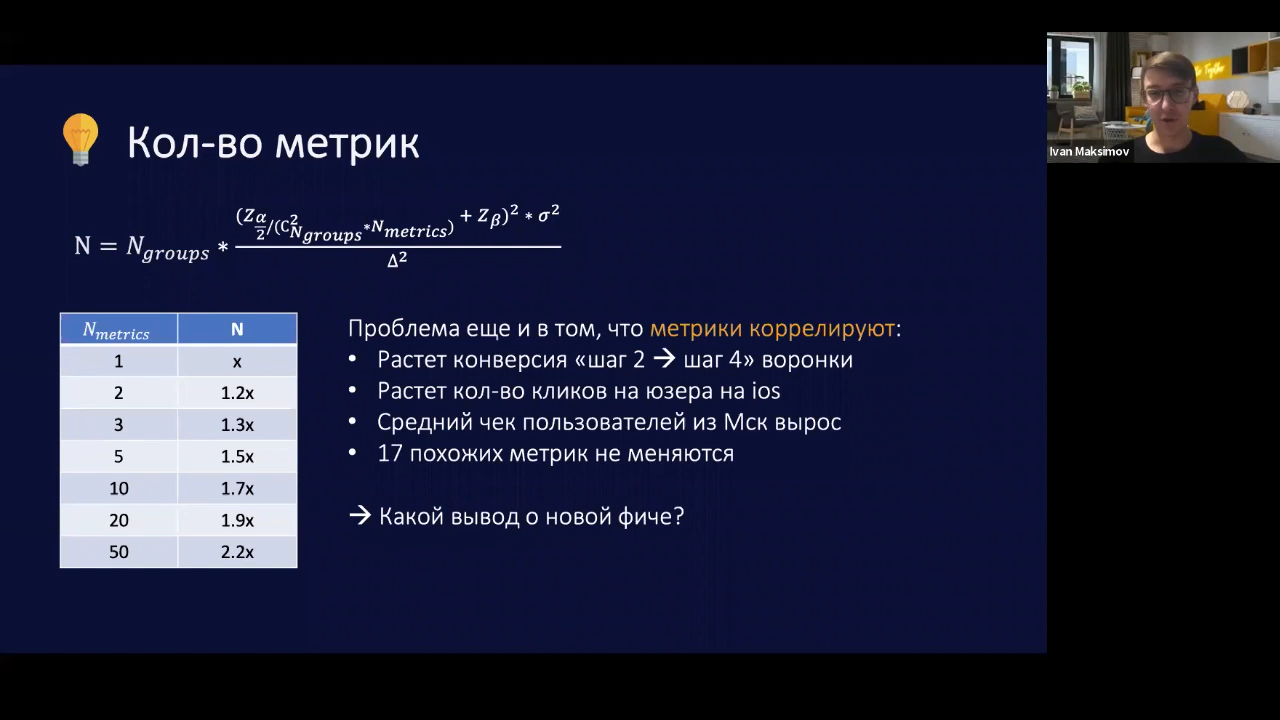 Кол-во метрик
N = N_groups * (Z_{α/2/(C²_{N_groups}*N_metrics)} + Z_β)² * σ² / Δ²
N_metrics N
1 x
2 1.2x
3 1.3x
5 1.5x
10 1.7x
20 1.9x
50 2.2x
Проблема еще и в том, что метрики коррелируют:
• Растет конверсия «шаг 2 → шаг 4» воронки
• Растет кол-во кликов на юзера на ios
• Средний чек пользователей из Мск вырос
• 17 похожих метрик не меняются
→ Какой вывод о новой фиче?
Ivan Maksimov